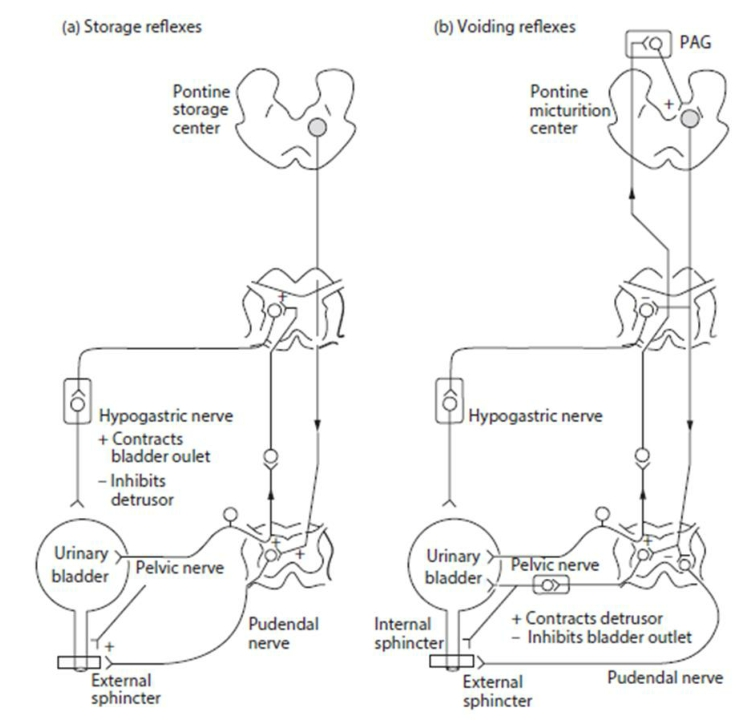 (a) Storage reflexes
Pontine
storage
center
+
Hypogastric nerve
+ Contracts
bladder oulet
– Inhibits
detrusor
Urinary
bladder
+
+
Pelvic nerve
Pudendal
nerve
+
External
sphincter
(b) Voiding reflexes
PAG
Pontine
micturition
center
+
–
Hypogastric nerve
Urinary
bladder
+
–
Pelvic nerve
+ Contracts detrusor
– Inhibits bladder outlet
Internal
sphincter
External
sphincter
Pudendal nerve